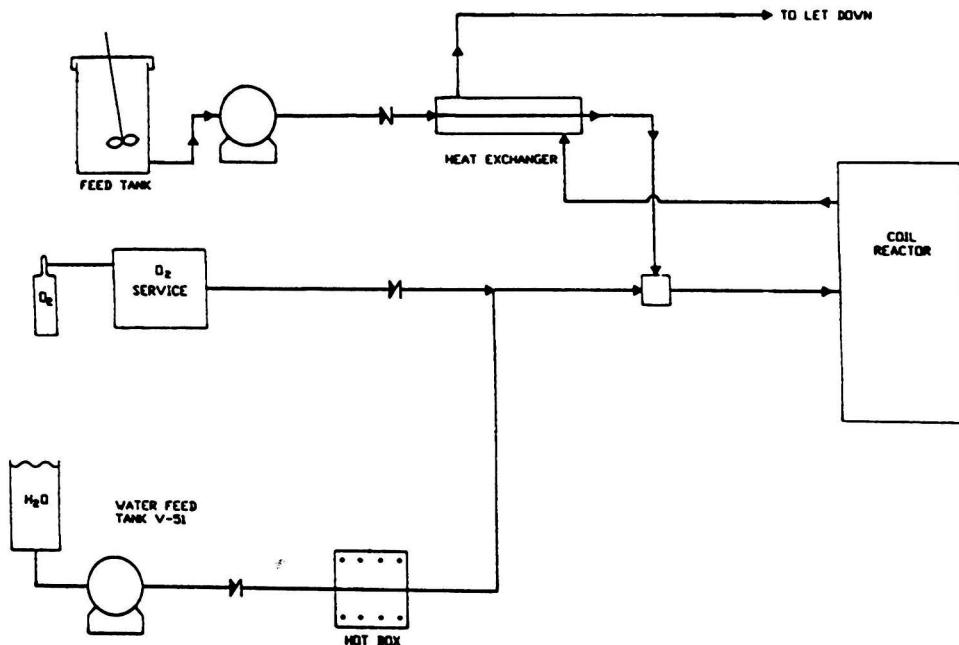 TO LET DOWN
FEED TANK
HEAT EXCHANGER
COIL
REACTOR
O₂
O₂
SERVICE
H₂O
WATER FEED
TANK V-51
HOT BOX